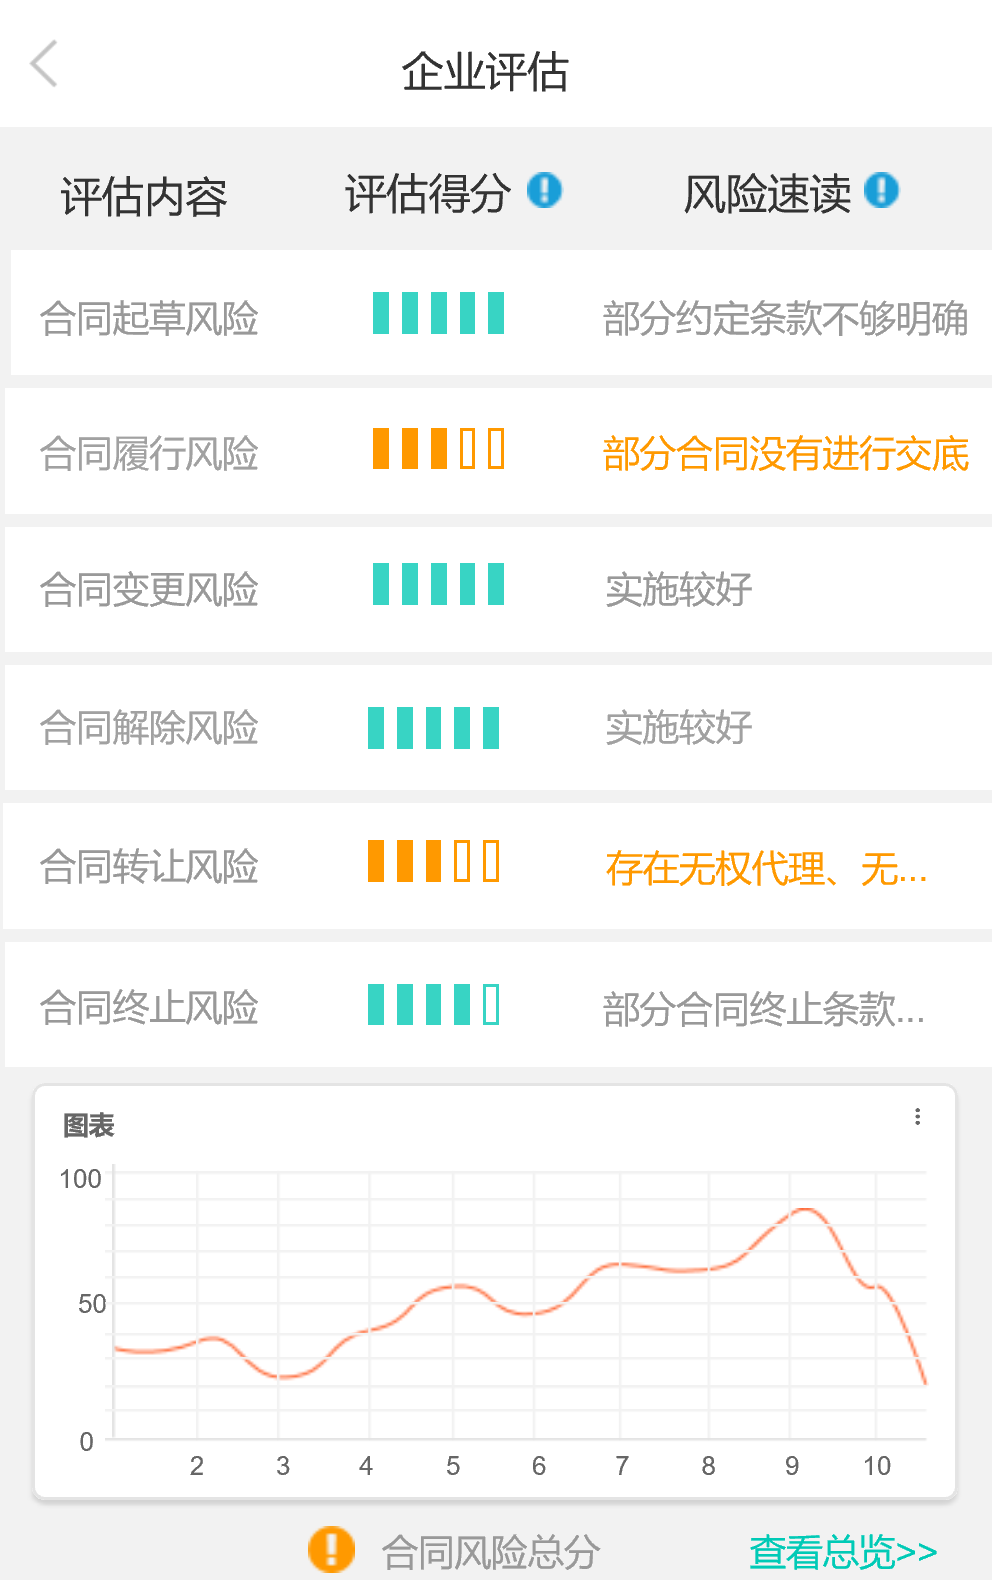 企业评估
评估内容 评估得分 风险速读
合同起草风险 部分约定条款不够明确
合同履行风险 部分合同没有进行交底
合同变更风险 实施较好
合同解除风险 实施较好
合同转让风险 存在无权代理、无...
合同终止风险 部分合同终止条款...
图表
100
50
0
2 3 4 5 6 7 8 9 10
合同风险总分 查看总览>>